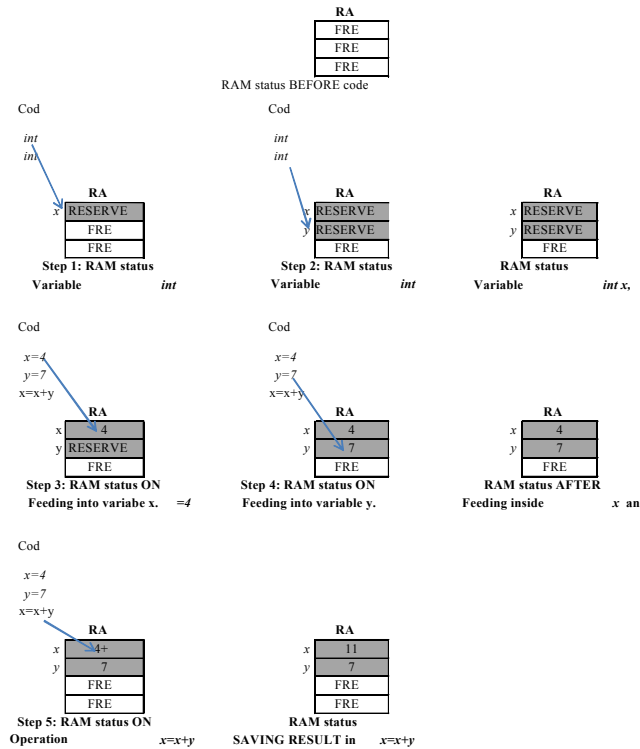 RA
FRE
FRE
FRE
RAM status BEFORE code
Cod
int
int
RA
x RESERVE
FRE
FRE
Step 1: RAM status
Variable int
Cod
int
int
RA
x RESERVE
y RESERVE
FRE
Step 2: RAM status
Variable int
RA
x RESERVE
y RESERVE
FRE
RAM status
Variable int x,
Cod
x=4
y=7
x=x+y
RA
x 4
y RESERVE
FRE
Step 3: RAM status ON
Feeding into variabe x. =4
Cod
x=4
y=7
x=x+y
RA
x 4
y 7
FRE
Step 4: RAM status ON
Feeding into variable y.
RA
x 4
y 7
FRE
RAM status AFTER
Feeding inside x an
Cod
x=4
y=7
x=x+y
RA
x 4+
y 7
FRE
FRE
Step 5: RAM status ON
Operation x=x+y
RA
x 11
y 7
FRE
FRE
RAM status
SAVING RESULT in x=x+y